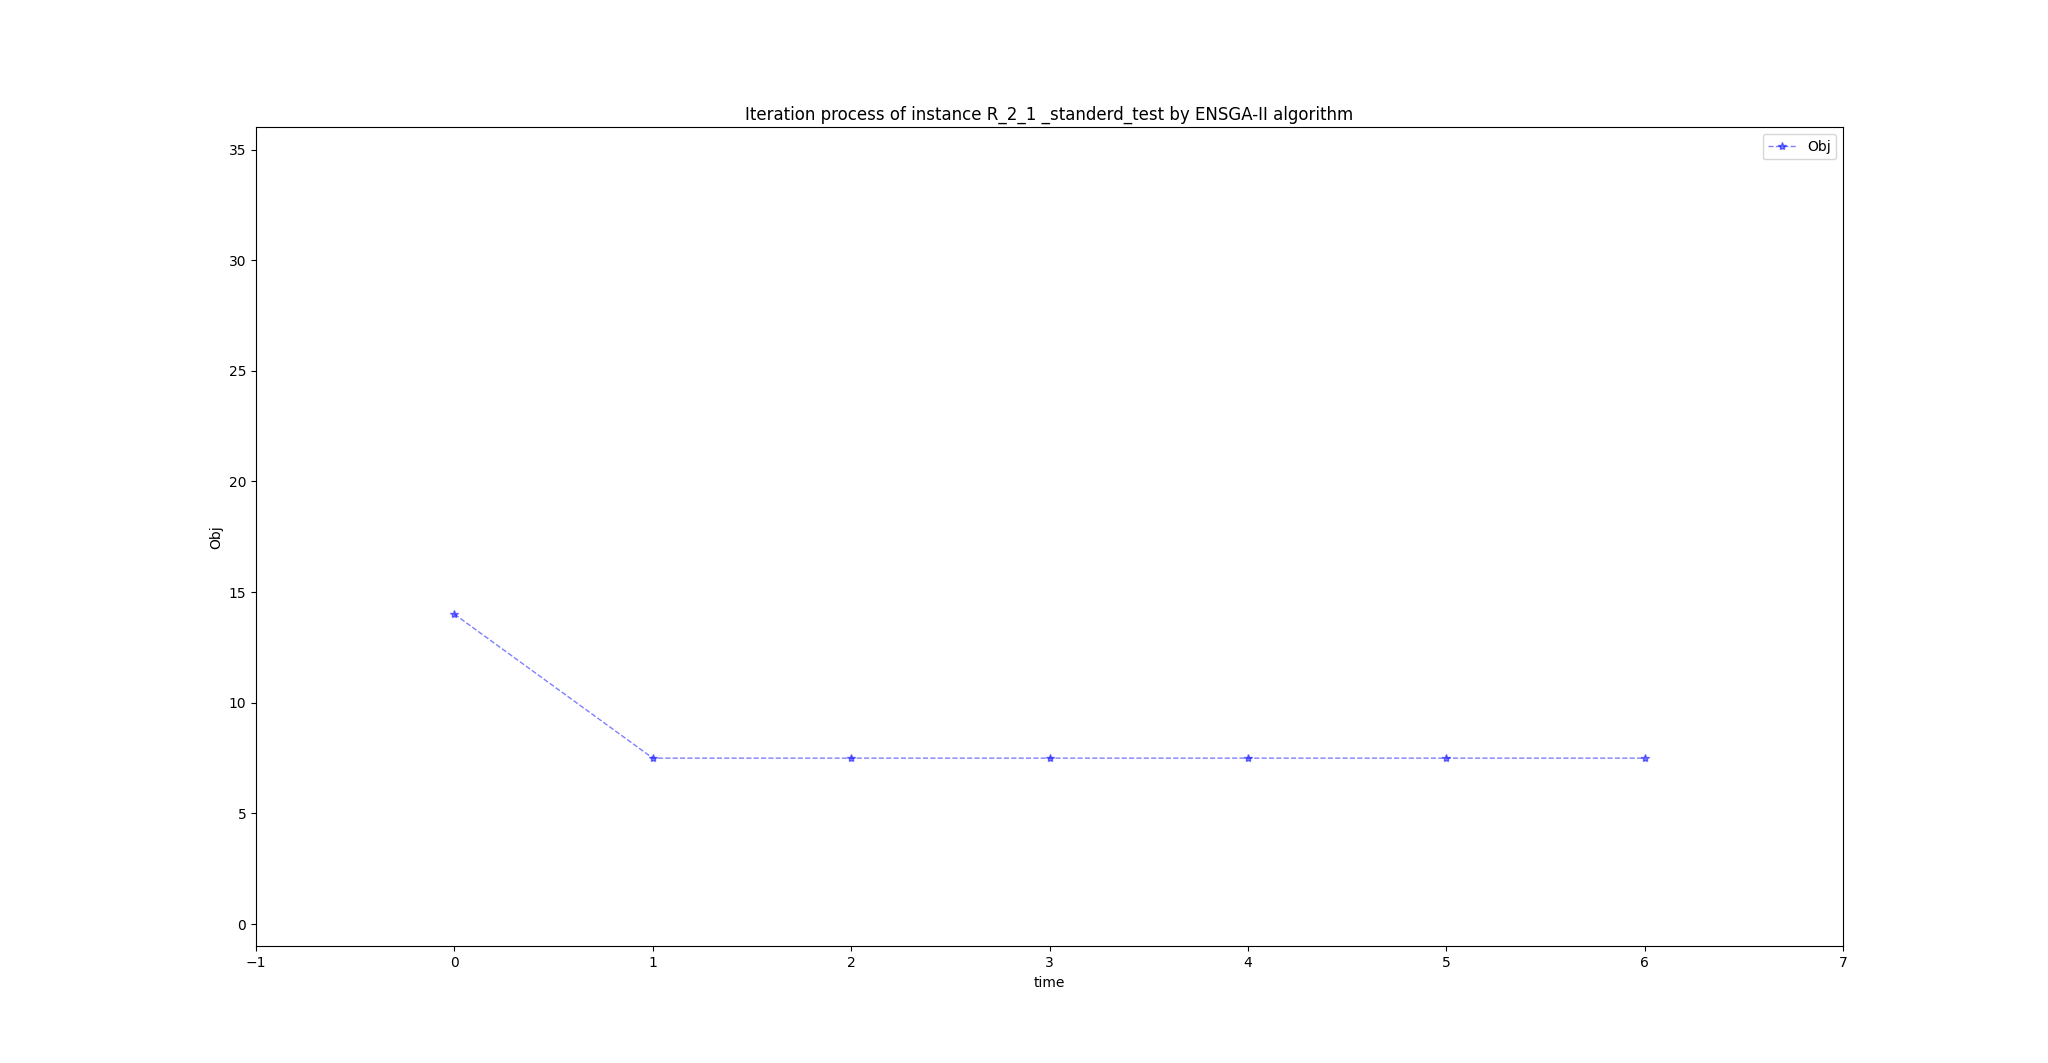 Iteration process of instance R_2_1 _standerd_test by ENSGA-II algorithm
Obj
35
30
25
20
15
10
5
0
Obj
−1 0 1 2 3 4 5 6 7
time